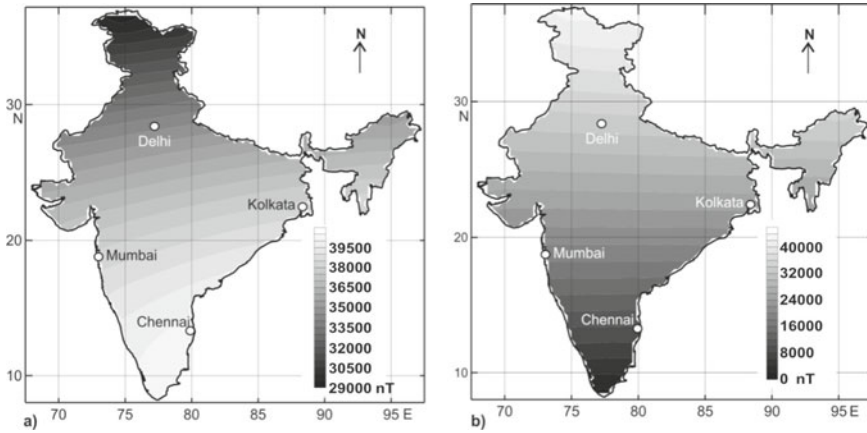 N
30
N
Delhi
Kolkata
20
Mumbai
39500
38000
36500
35000
33500
32000
30500
29000 nT
Chennai
10
a)
70
75
80
85
90
95 E
N
30
N
Delhi
Kolkata
20
Mumbai
40000
32000
24000
16000
8000
0 nT
Chennai
10
b)
70
75
80
85
90
95 E